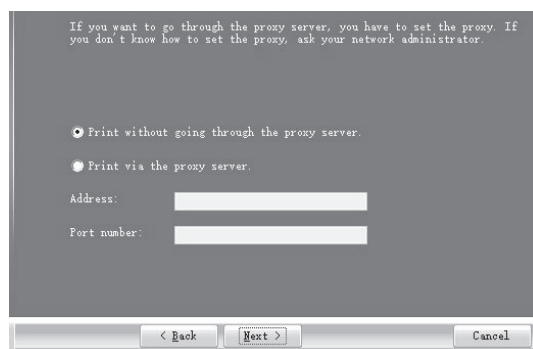 If you want to go through the proxy server, you have to set the proxy. If
you don't know how to set the proxy, ask your network administrator.
Print without going through the proxy server.
Print via the proxy server.
Address:
Port number:
< Back
Next >
Cancel